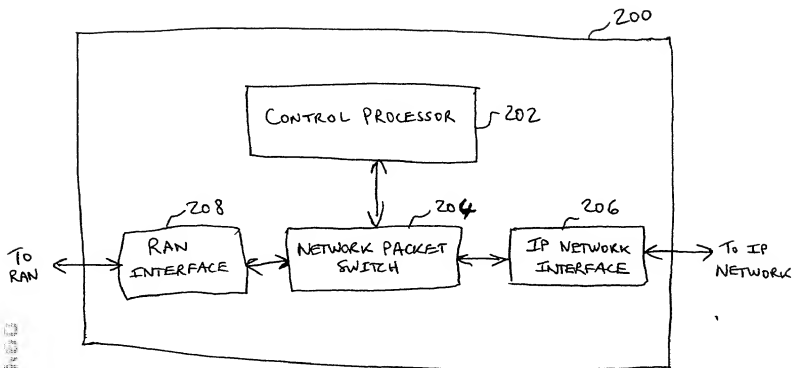 200
CONTROL PROCESSOR
202
208
204
206
TO
RAN
RAN
INTERFACE
NETWORK PACKET
SWITCH
IP NETWORK
INTERFACE
TO IP
NETWORK